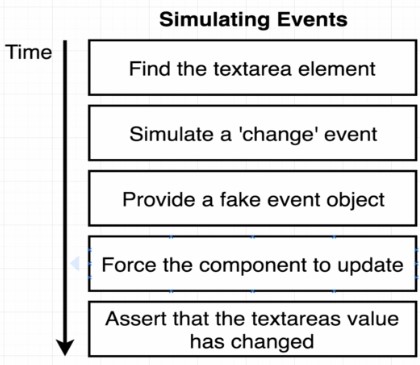 Simulating Events
Time
Find the textarea element
Simulate a 'change' event
Provide a fake event object
Force the component to update
Assert that the textareas value
has changed